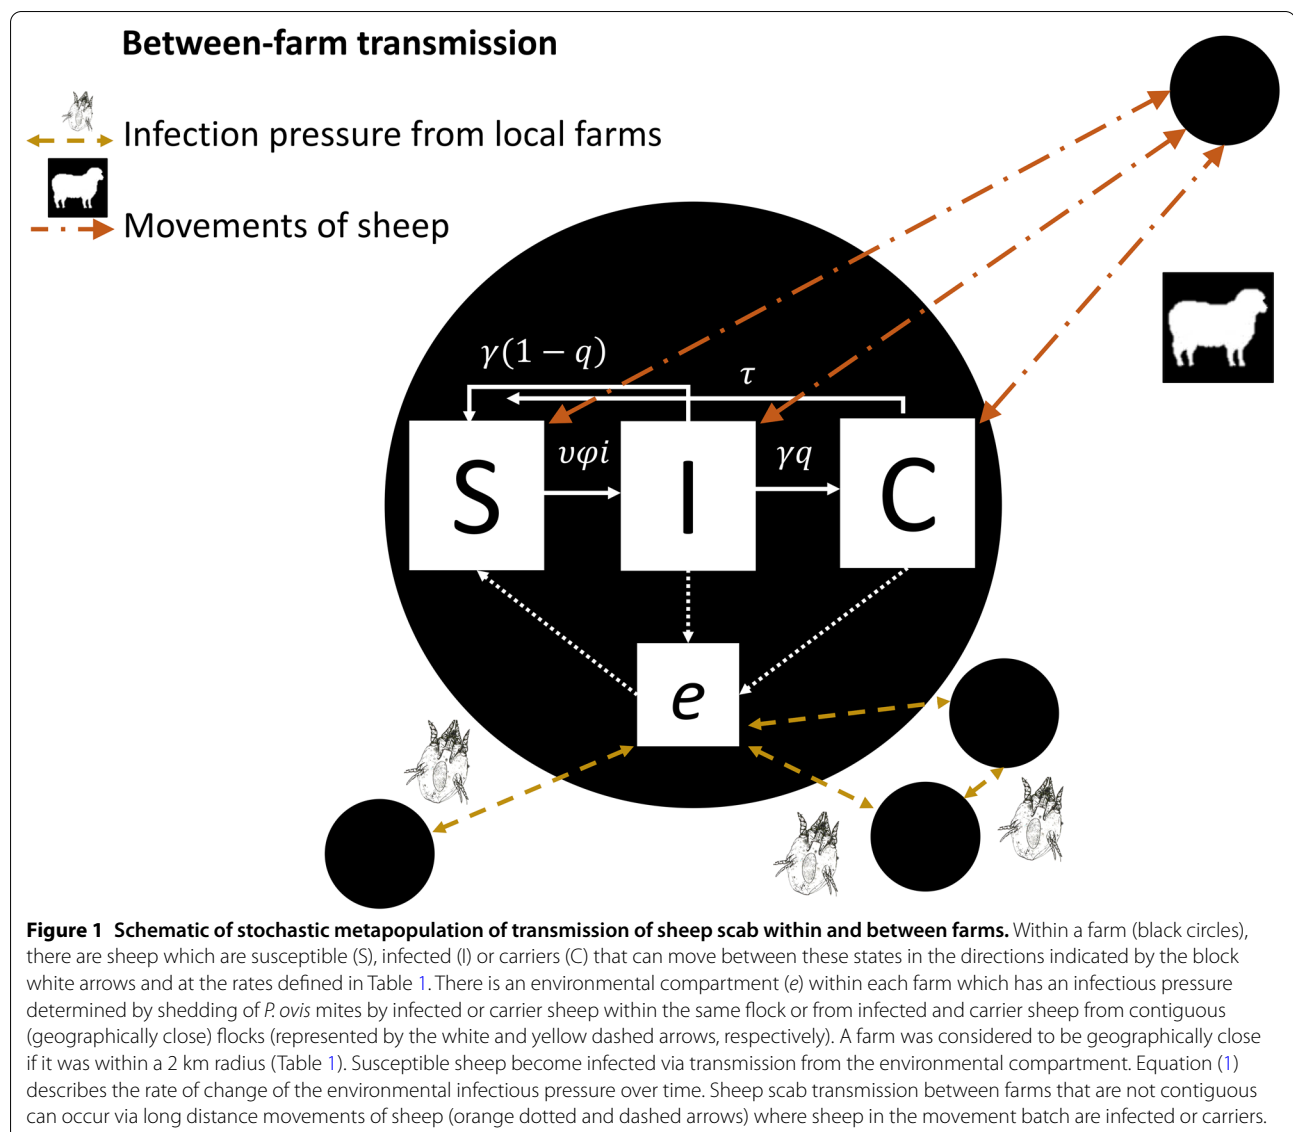 Between-farm transmission
Infection pressure from local farms
Movements of sheep
γ(1 − q)
τ
S
υφi
I
γq
C
e
Figure 1 Schematic of stochastic metapopulation of transmission of sheep scab within and between farms. Within a farm (black circles),
there are sheep which are susceptible (S), infected (I) or carriers (C) that can move between these states in the directions indicated by the block
white arrows and at the rates defined in Table 1. There is an environmental compartment (e) within each farm which has an infectious pressure
determined by shedding of P. ovis mites by infected or carrier sheep within the same flock or from infected and carrier sheep from contiguous
(geographically close) flocks (represented by the white and yellow dashed arrows, respectively). A farm was considered to be geographically close
if it was within a 2 km radius (Table 1). Susceptible sheep become infected via transmission from the environmental compartment. Equation (1)
describes the rate of change of the environmental infectious pressure over time. Sheep scab transmission between farms that are not contiguous
can occur via long distance movements of sheep (orange dotted and dashed arrows) where sheep in the movement batch are infected or carriers.